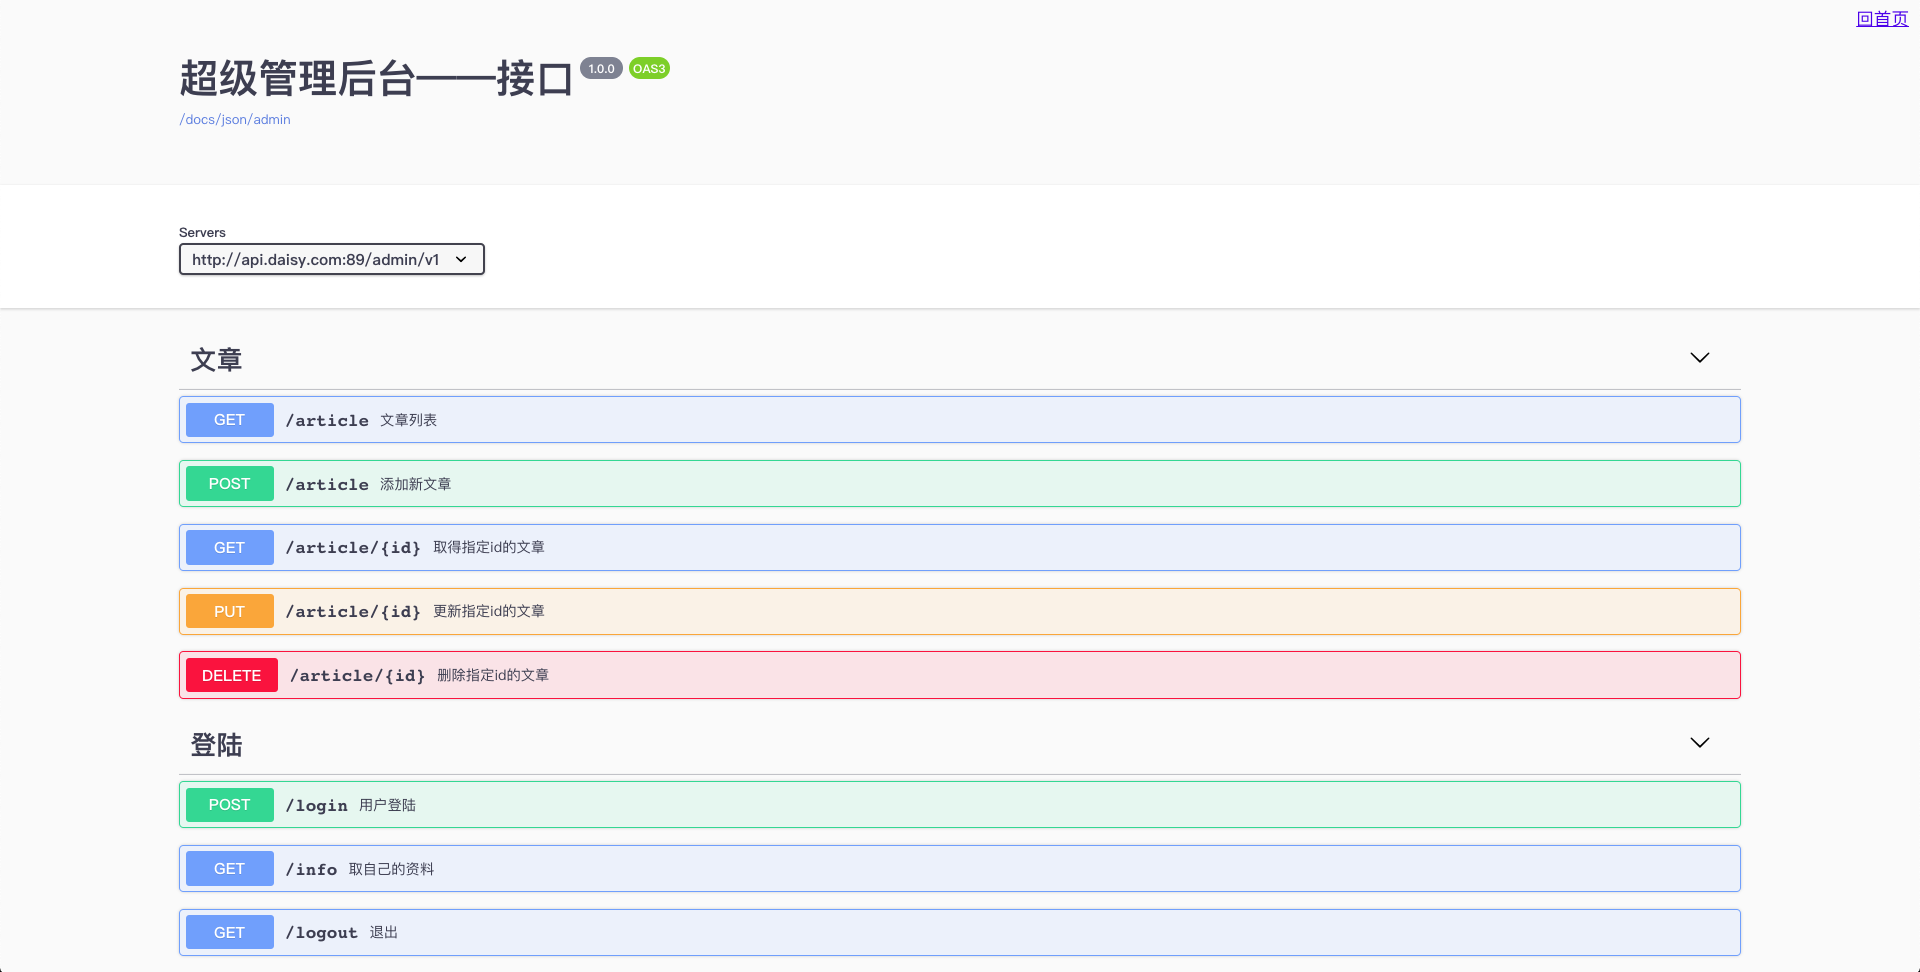 回首页
超级管理后台——接口 1.0.0 OAS3
/docs/json/admin
Servers
http://api.daisy.com:89/admin/v1
文章
GET /article 文章列表
POST /article 添加新文章
GET /article/{id} 取得指定id的文章
PUT /article/{id} 更新指定id的文章
DELETE /article/{id} 删除指定id的文章
登陆
POST /login 用户登陆
GET /info 取自己的资料
GET /logout 退出